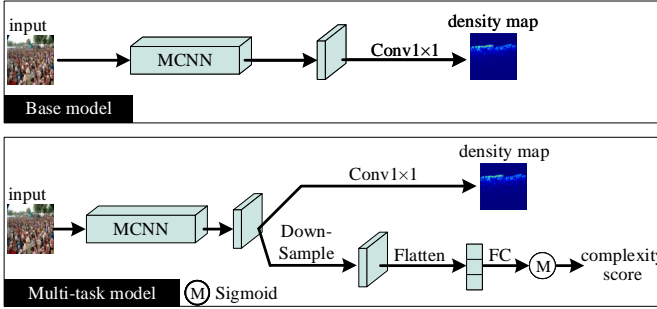 input
density map
MCNN
Conv1×1
Base model
density map
input
Conv1×1
MCNN
Down-
Sample
Flatten
FC
M
complexity
score
Multi-task model
M Sigmoid